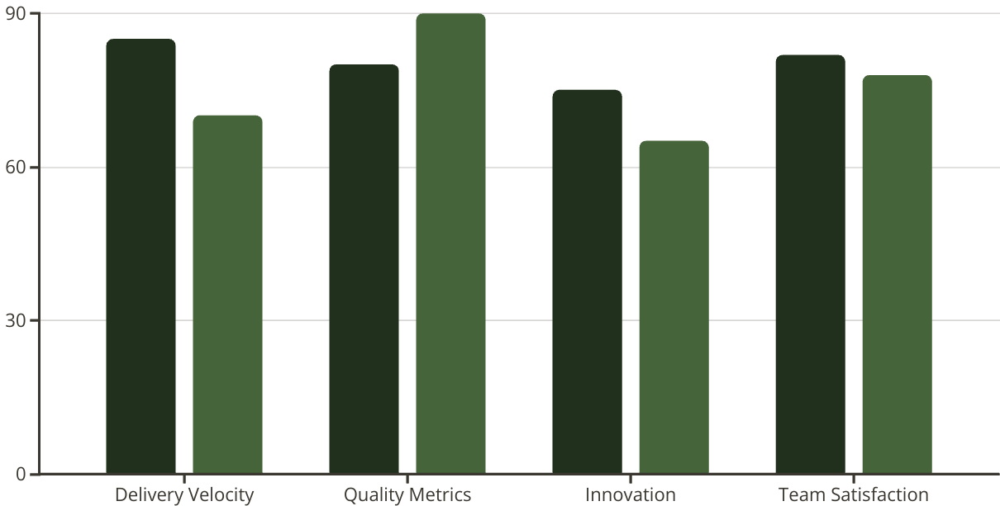 90
60
30
0
Delivery Velocity
Quality Metrics
Innovation
Team Satisfaction